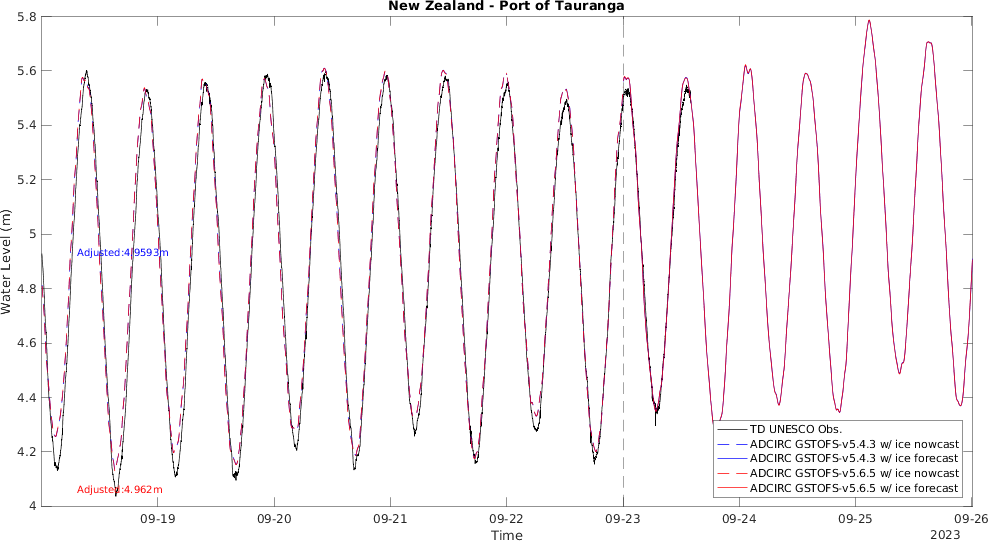 New Zealand - Port of Tauranga
5.8
5.6
5.4
5.2
5
4.8
4.6
4.4
4.2
4
Water Level (m)
Adjusted:4.9593m
Adjusted:4.962m
TD UNESCO Obs.
ADCIRC GSTOFS-v5.4.3 w/ ice nowcast
ADCIRC GSTOFS-v5.4.3 w/ ice forecast
ADCIRC GSTOFS-v5.6.5 w/ ice nowcast
ADCIRC GSTOFS-v5.6.5 w/ ice forecast
09-19 09-20 09-21 09-22 09-23 09-24 09-25 09-26
Time
2023